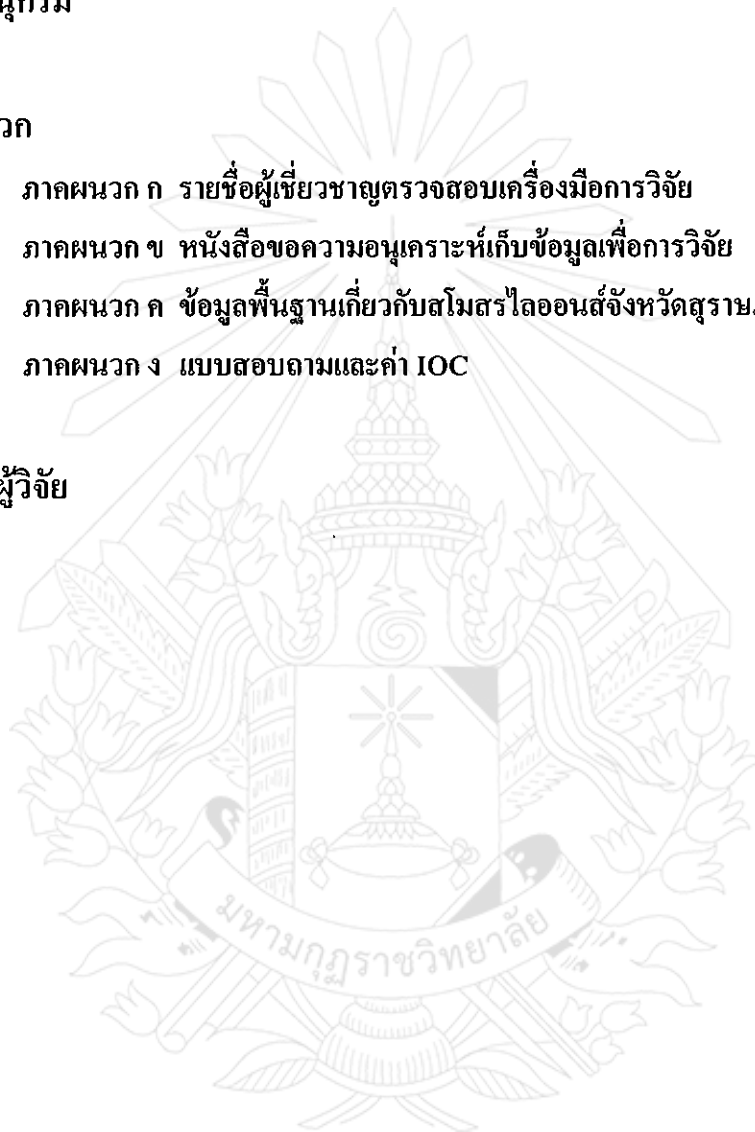 นุกรม
วก
ภาคผนวก ก รายชื่อผู้เชี่ยวชาญตรวจสอบเครื่องมือการวิจัย
ภาคผนวก ข หนังสือขอความอนุเคราะห์เก็บข้อมูลเพื่อการวิจัย
ภาคผนวก ค ข้อมูลพื้นฐานเกี่ยวกับสโมสรไลออนส์จังหวัดสุราษ
ภาคผนวก ง แบบสอบถามและค่า IOC
ผู้วิจัย
มหามกุฏราชวิทยาลัย